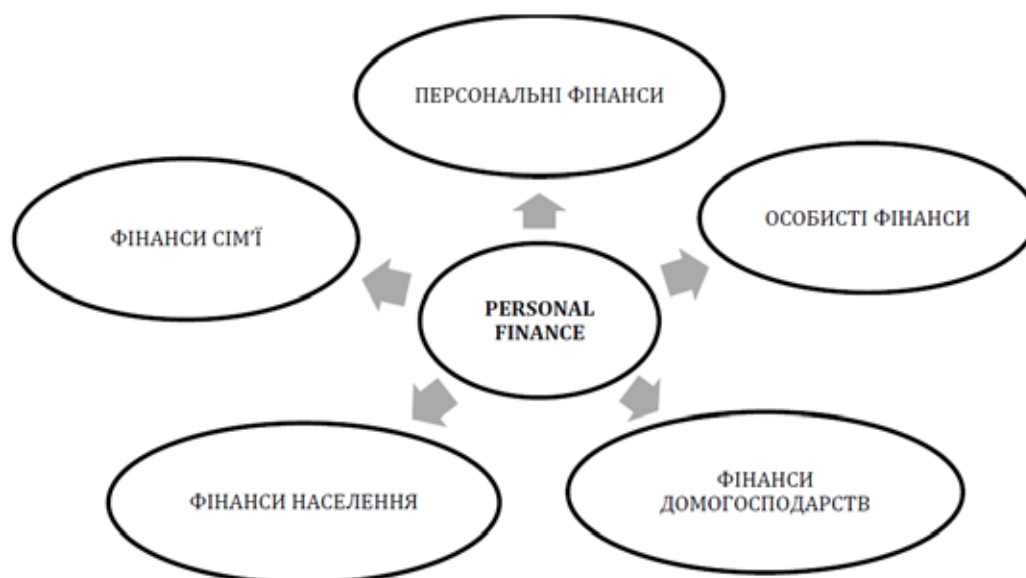 ПЕРСОНАЛЬНІ ФІНАНСИ
ФІНАНСИ СІМ'Ї
ОСОБИСТІ ФІНАНСИ
PERSONAL
FINANCE
ФІНАНСИ НАСЕЛЕННЯ
ФІНАНСИ
ДОМОГОСПОДАРСТВ